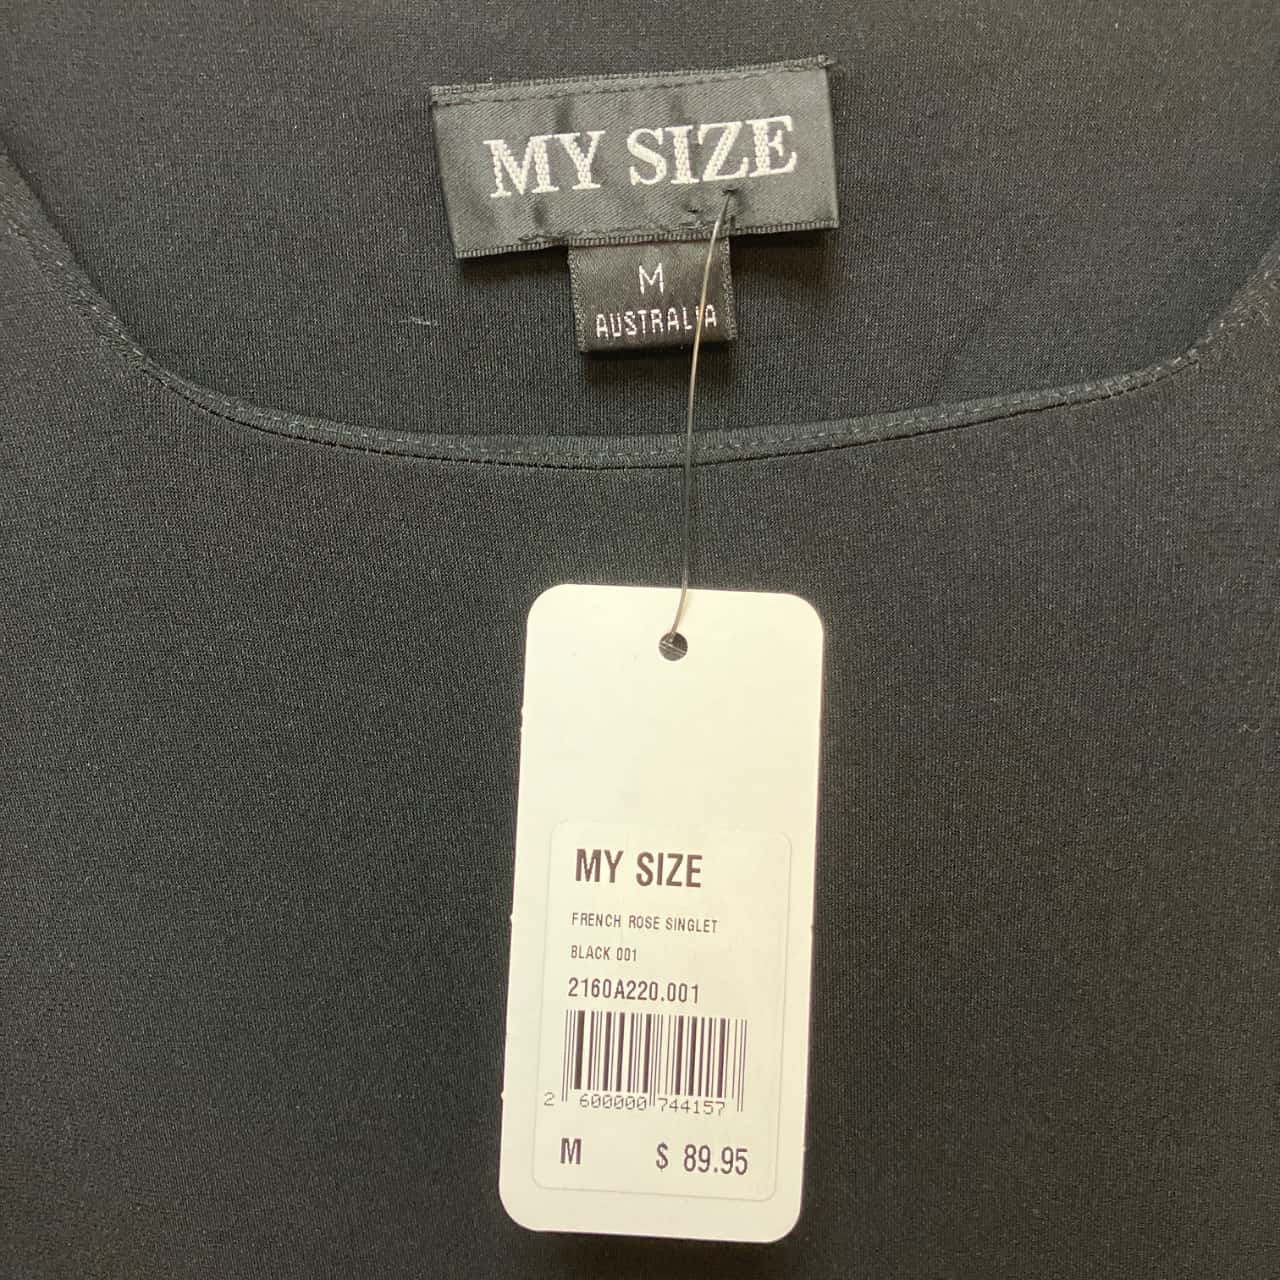 MY SIZE
M
AUSTRALIA
MY SIZE
FRENCH ROSE SINGLET
BLACK 001
2160A220.001
2 600000 744157
M $ 89.95